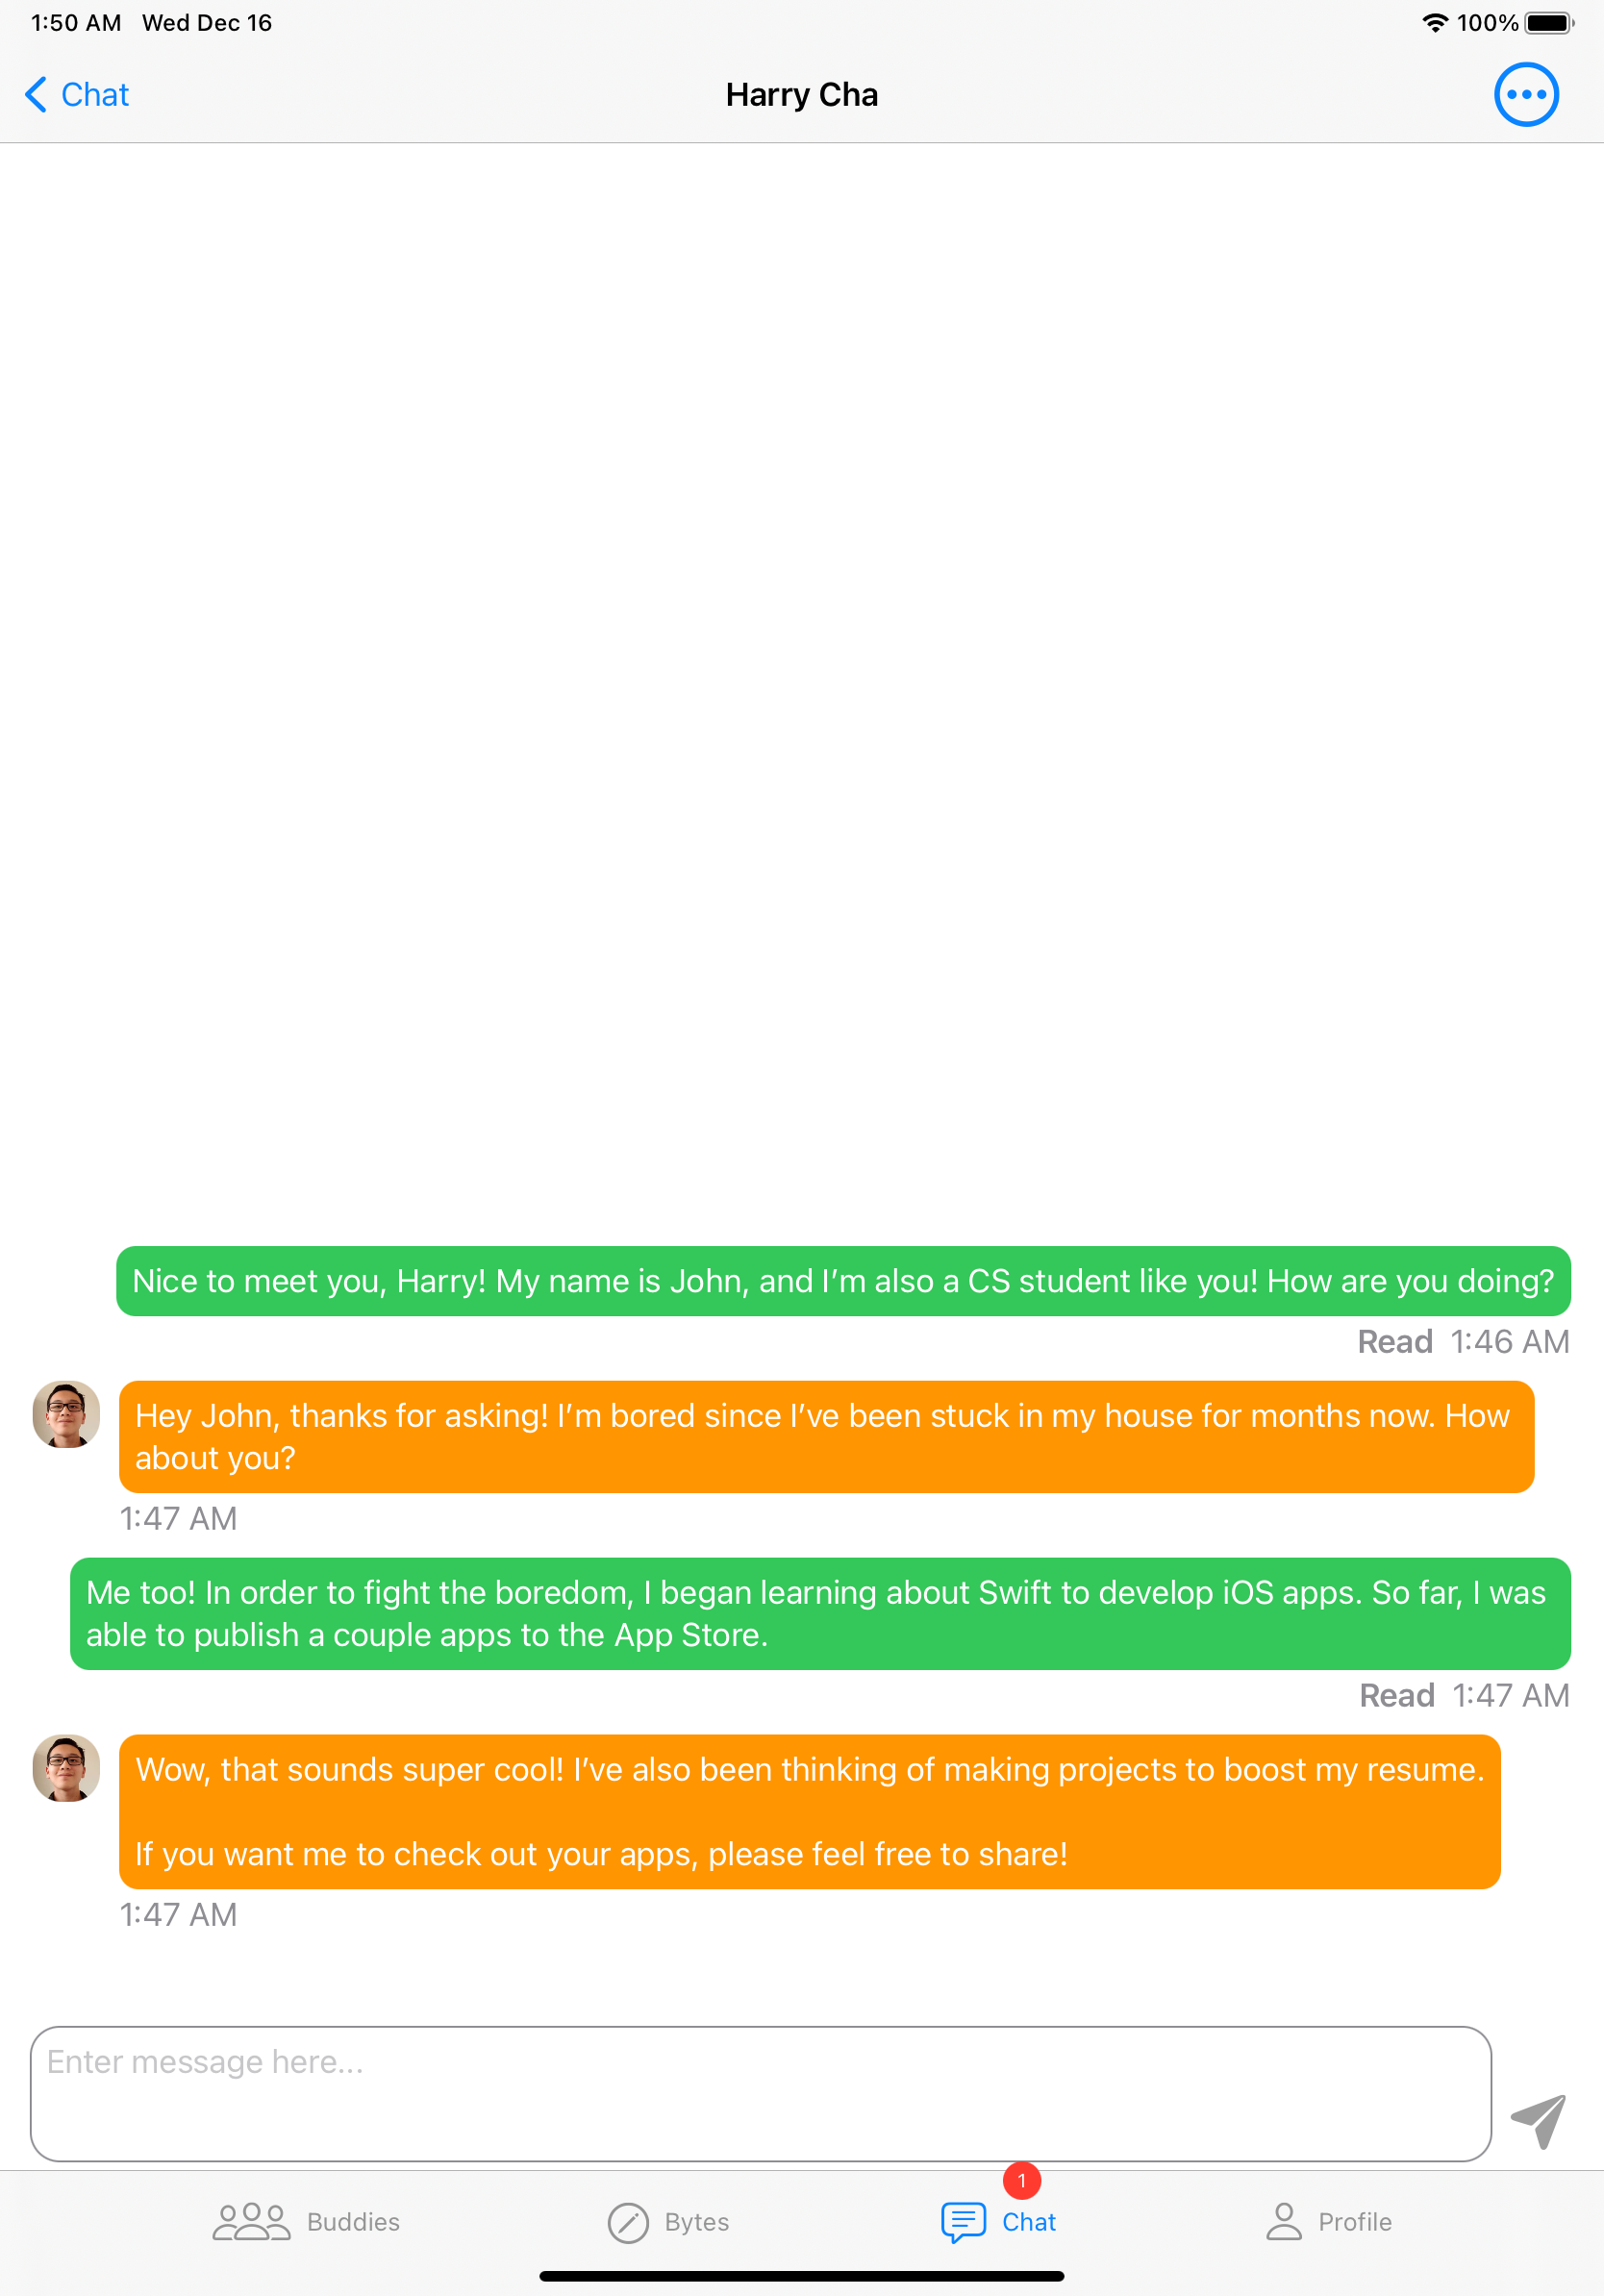 1:50 AM Wed Dec 16 100%
Chat Harry Cha
Nice to meet you, Harry! My name is John, and I’m also a CS student like you! How are you doing?
Read 1:46 AM
Hey John, thanks for asking! I’m bored since I’ve been stuck in my house for months now. How
about you?
1:47 AM
Me too! In order to fight the boredom, I began learning about Swift to develop iOS apps. So far, I was
able to publish a couple apps to the App Store.
Read 1:47 AM
Wow, that sounds super cool! I’ve also been thinking of making projects to boost my resume.
If you want me to check out your apps, please feel free to share!
1:47 AM
Enter message here...
1
Buddies Bytes Chat Profile